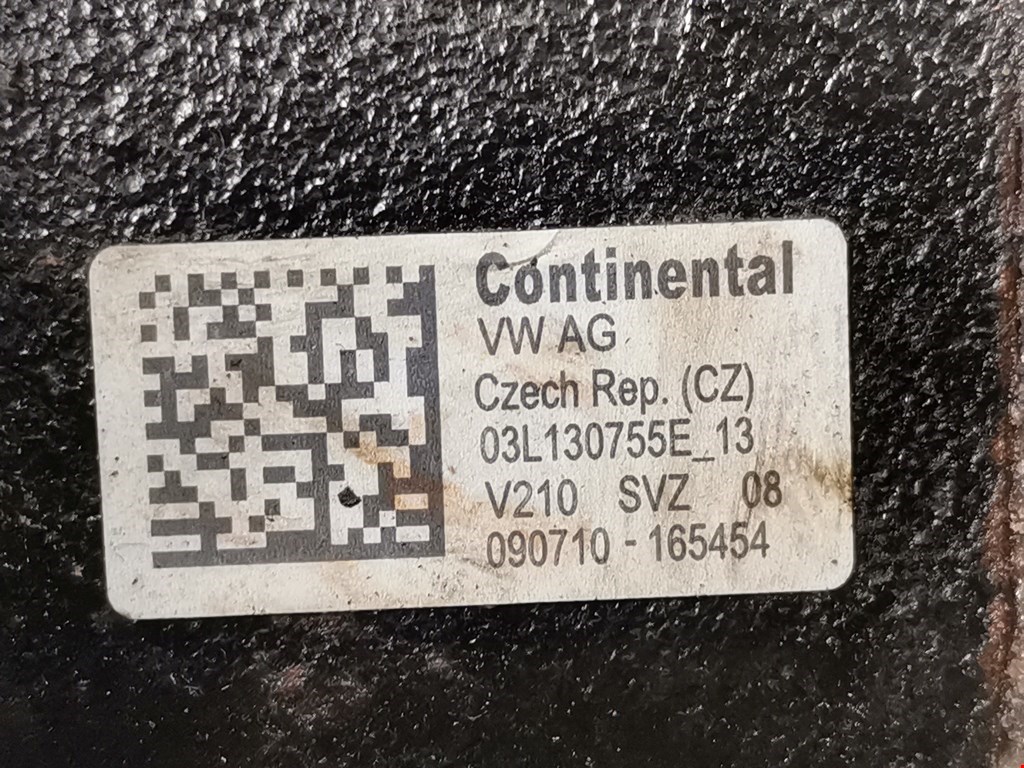 Continental
VW AG
Czech Rep. (CZ)
03L130755E_13
V210 SVZ 08
090710 - 165454